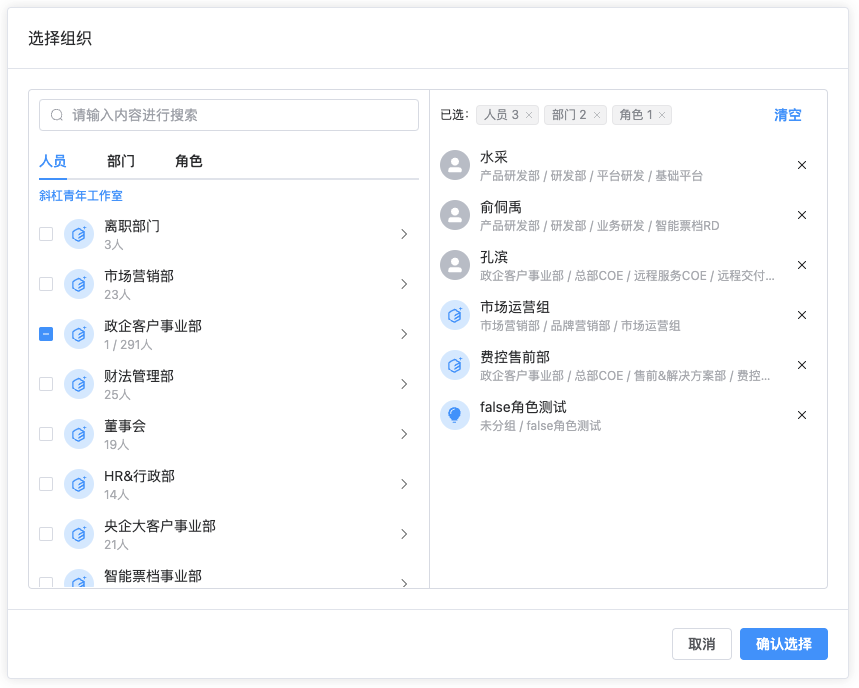 选择组织
请输入内容进行搜索
人员 部门 角色
斜杠青年工作室
离职部门
3人
市场营销部
23人
政企客户事业部
1 / 291人
财法管理部
25人
董事会
19人
HR&行政部
14人
央企大客户事业部
21人
智能票档事业部
已选: 人员 3 部门 2 角色 1 清空
水采
产品研发部 / 研发部 / 平台研发 / 基础平台
俞侗禹
产品研发部 / 研发部 / 业务研发 / 智能票档RD
孔滨
政企客户事业部 / 总部COE / 远程服务COE / 远程交付...
市场运营组
市场营销部 / 品牌营销部 / 市场运营组
费控售前部
政企客户事业部 / 总部COE / 售前&解决方案部 / 费控...
false角色测试
未分组 / false角色测试
取消 确认选择